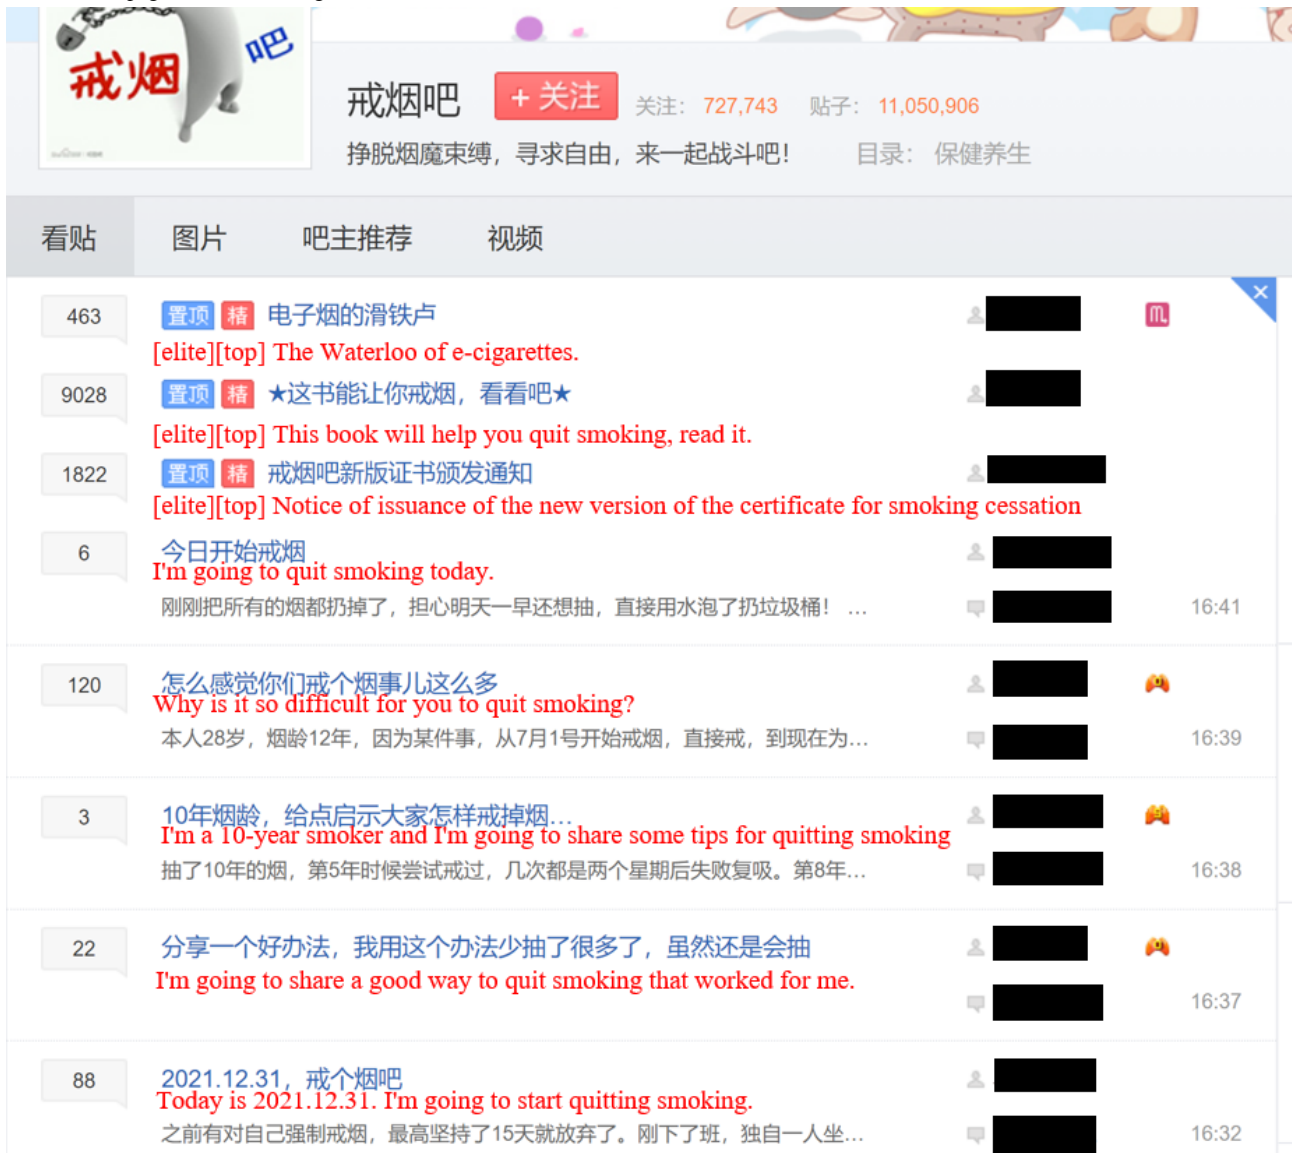 戒烟吧
戒烟吧
+ 关注
关注： 727,743
贴子： 11,050,906
挣脱烟魔束缚，寻求自由，来一起战斗吧！
目录： 保健养生
看贴
图片
吧主推荐
视频
463
置顶 精 电子烟的滑铁卢
[elite][top] The Waterloo of e-cigarettes.
9028
置顶 精 ★这书能让你戒烟，看看吧★
[elite][top] This book will help you quit smoking, read it.
1822
置顶 精 戒烟吧新版证书颁发通知
[elite][top] Notice of issuance of the new version of the certificate for smoking cessation
6
今日开始戒烟
I'm going to quit smoking today.
刚刚把所有的烟都扔掉了，担心明天一早还想抽，直接用水泡了扔垃圾桶！ ...
16:41
120
怎么感觉你们戒个烟事儿这么多
Why is it so difficult for you to quit smoking?
本人28岁，烟龄12年，因为某件事，从7月1号开始戒烟，直接戒，到现在为...
16:39
3
10年烟龄，给点启示大家怎样戒掉烟...
I'm a 10-year smoker and I'm going to share some tips for quitting smoking
抽了10年的烟，第5年时候尝试戒过，几次都是两个星期后失败复吸。第8年...
16:38
22
分享一个好办法，我用这个办法少抽了很多了，虽然还是会抽
I'm going to share a good way to quit smoking that worked for me.
16:37
88
2021.12.31，戒个烟吧
Today is 2021.12.31. I'm going to start quitting smoking.
之前有对自己强制戒烟，最高坚持了15天就放弃了。刚下了班，独自一人坐...
16:32